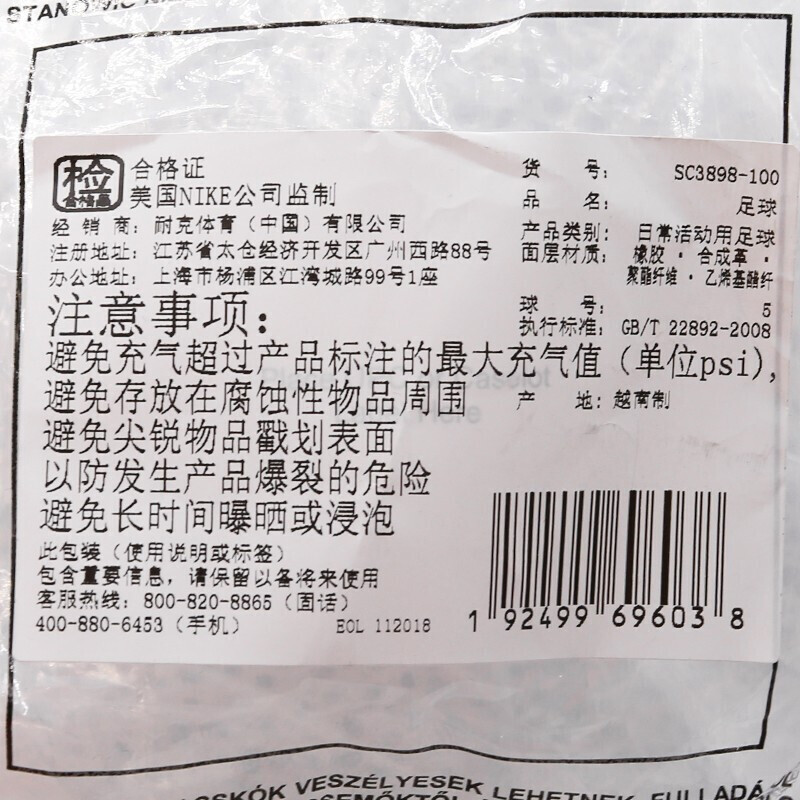 检
合格品
合格证
美国NIKE公司监制
经 销 商: 耐克体育(中国)有限公司
注册地址: 江苏省太仓经济开发区广州西路88号
办公地址: 上海市杨浦区江湾城路99号1座
货 号: SC3898-100
品 名: 足球
产品类别: 日常活动用足球
面层材质: 橡胶·合成革·
聚酯纤维·乙烯基醋纤
球 号: 5
执行标准: GB/T 22892-2008
产 地: 越南制
注意事项:
避免充气超过产品标注的最大充气值(单位psi),
避免存放在腐蚀性物品周围
避免尖锐物品戳划表面
以防发生产品爆裂的危险
避免长时间曝晒或浸泡
此包装(使用说明或标签)
包含重要信息, 请保留以备将来使用
客服热线: 800-820-8865(固话)
400-880-6453(手机)
EOL 112018
1 92499 69603 8
VESZÉLYESEK LEHETNEK, FULLADÁ